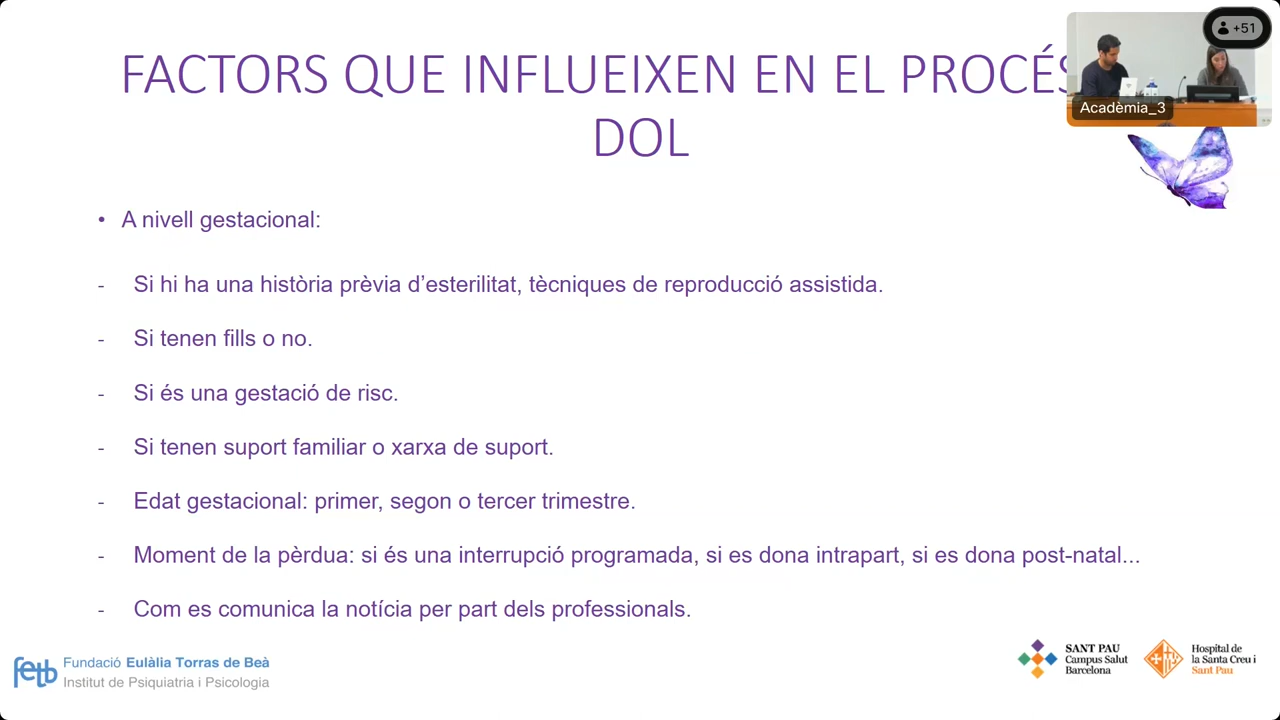 FACTORS QUE INFLUEIXEN EN EL PROCÉS
DOL
+51
Acadèmia_3
• A nivell gestacional:
- Si hi ha una història prèvia d’esterilitat, tècniques de reproducció assistida.
- Si tenen fills o no.
- Si és una gestació de risc.
- Si tenen suport familiar o xarxa de suport.
- Edat gestacional: primer, segon o tercer trimestre.
- Moment de la pèrdua: si és una interrupció programada, si es dona intrapart, si es dona post-natal...
- Com es comunica la notícia per part dels professionals.
fetb
Fundació Eulàlia Torras de Beà
Institut de Psiquiatria i Psicologia
SANT PAU
Campus Salut
Barcelona
Hospital de
la Santa Creu i
Sant Pau